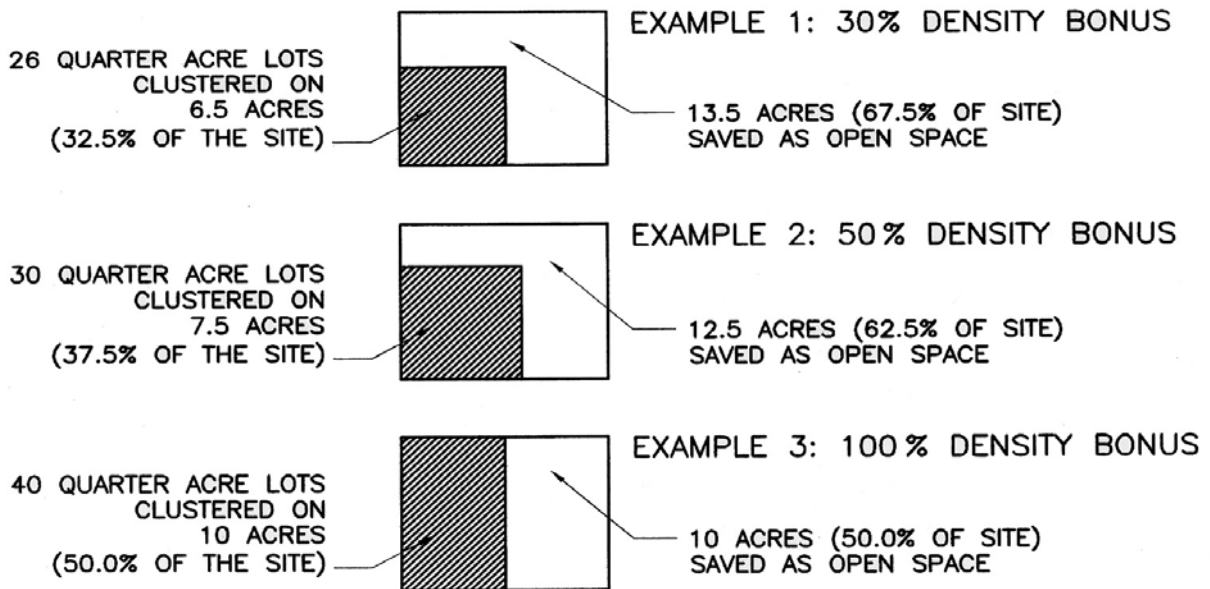 EXAMPLE 1: 30% DENSITY BONUS
26 QUARTER ACRE LOTS
CLUSTERED ON
6.5 ACRES
(32.5% OF THE SITE)
13.5 ACRES (67.5% OF SITE)
SAVED AS OPEN SPACE
EXAMPLE 2: 50% DENSITY BONUS
30 QUARTER ACRE LOTS
CLUSTERED ON
7.5 ACRES
(37.5% OF THE SITE)
12.5 ACRES (62.5% OF SITE)
SAVED AS OPEN SPACE
EXAMPLE 3: 100% DENSITY BONUS
40 QUARTER ACRE LOTS
CLUSTERED ON
10 ACRES
(50.0% OF THE SITE)
10 ACRES (50.0% OF SITE)
SAVED AS OPEN SPACE